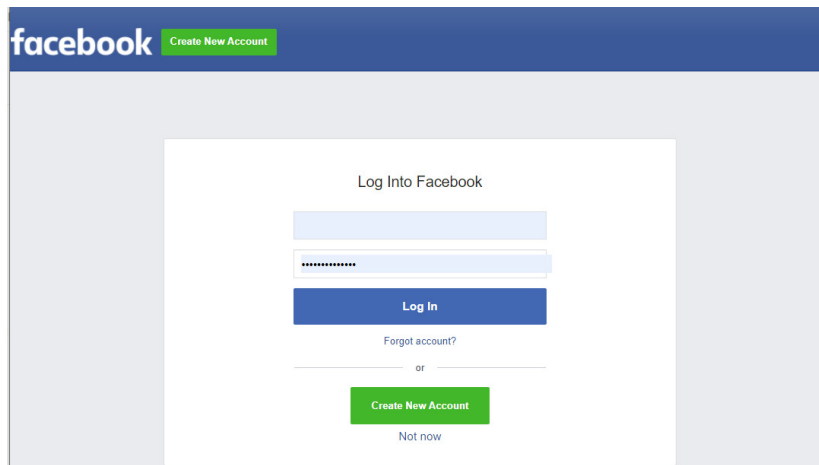 facebook Create New Account
Log Into Facebook
••••••••••••••
Log In
Forgot account?
or
Create New Account
Not now